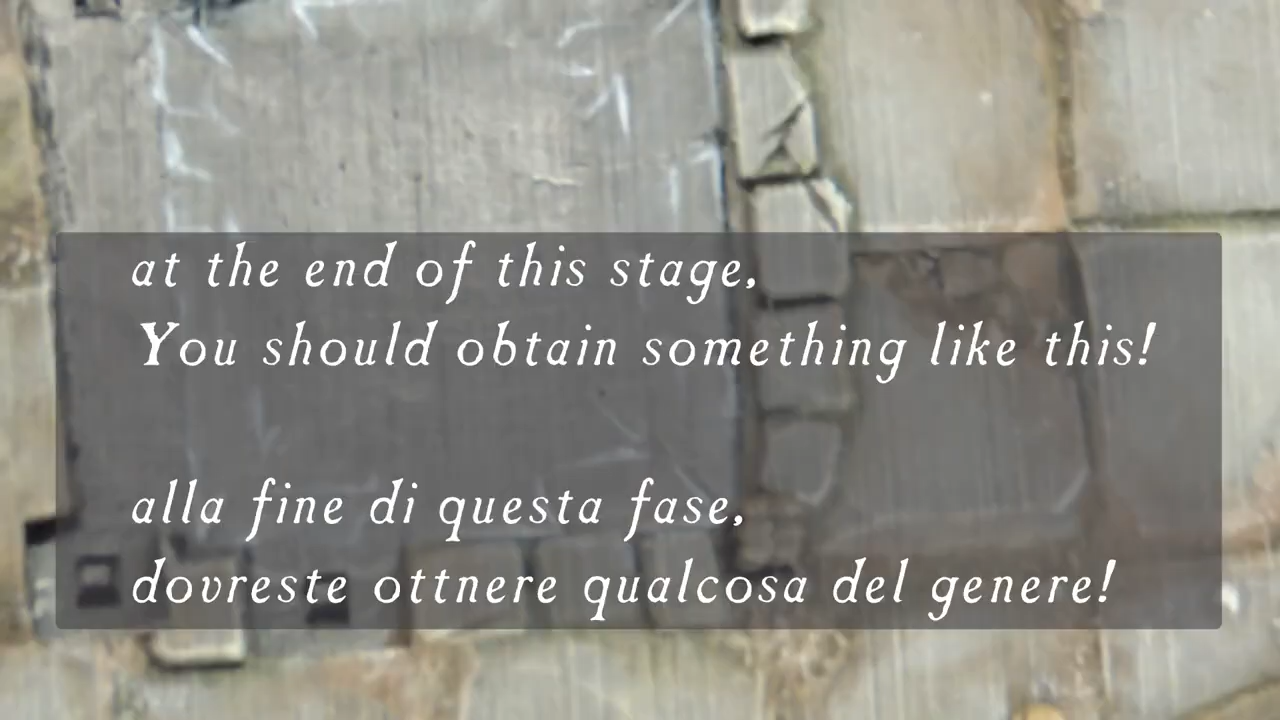 at the end of this stage,
You should obtain something like this!
alla fine di questa fase,
dovreste ottnere qualcosa del genere!